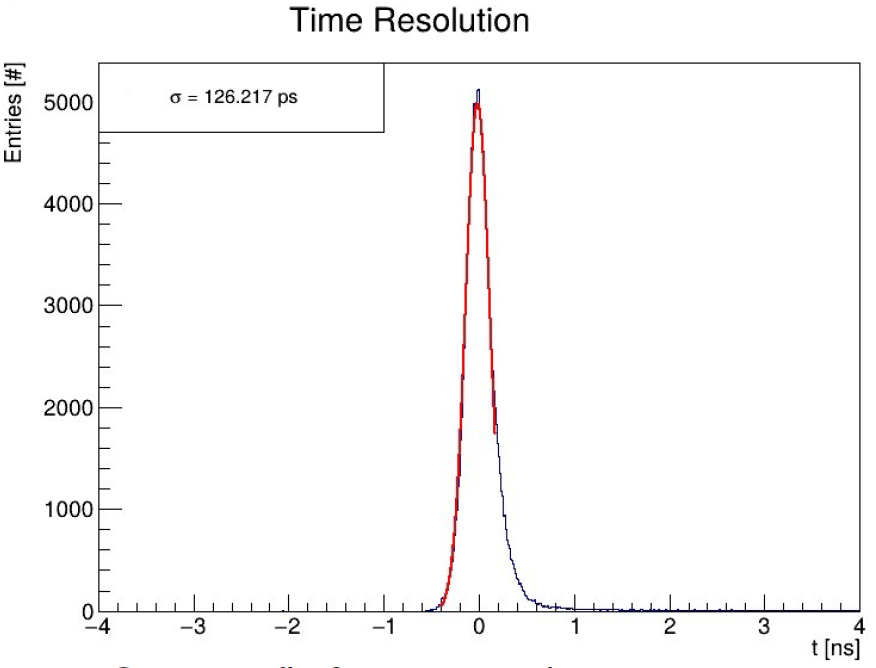 Time Resolution
Entries [#]
σ = 126.217 ps
5000
4000
3000
2000
1000
0
−4 −3 −2 −1 0 1 2 3 4
t [ns]